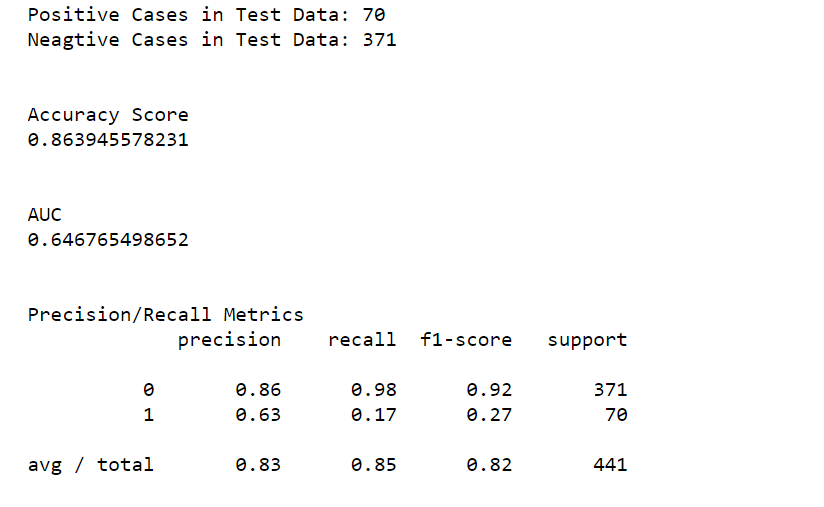 Positive Cases in Test Data: 70
Neagtive Cases in Test Data: 371
Accuracy Score
0.863945578231
AUC
0.646765498652
Precision/Recall Metrics
precision recall f1-score support
0 0.86 0.98 0.92 371
1 0.63 0.17 0.27 70
avg / total 0.83 0.85 0.82 441